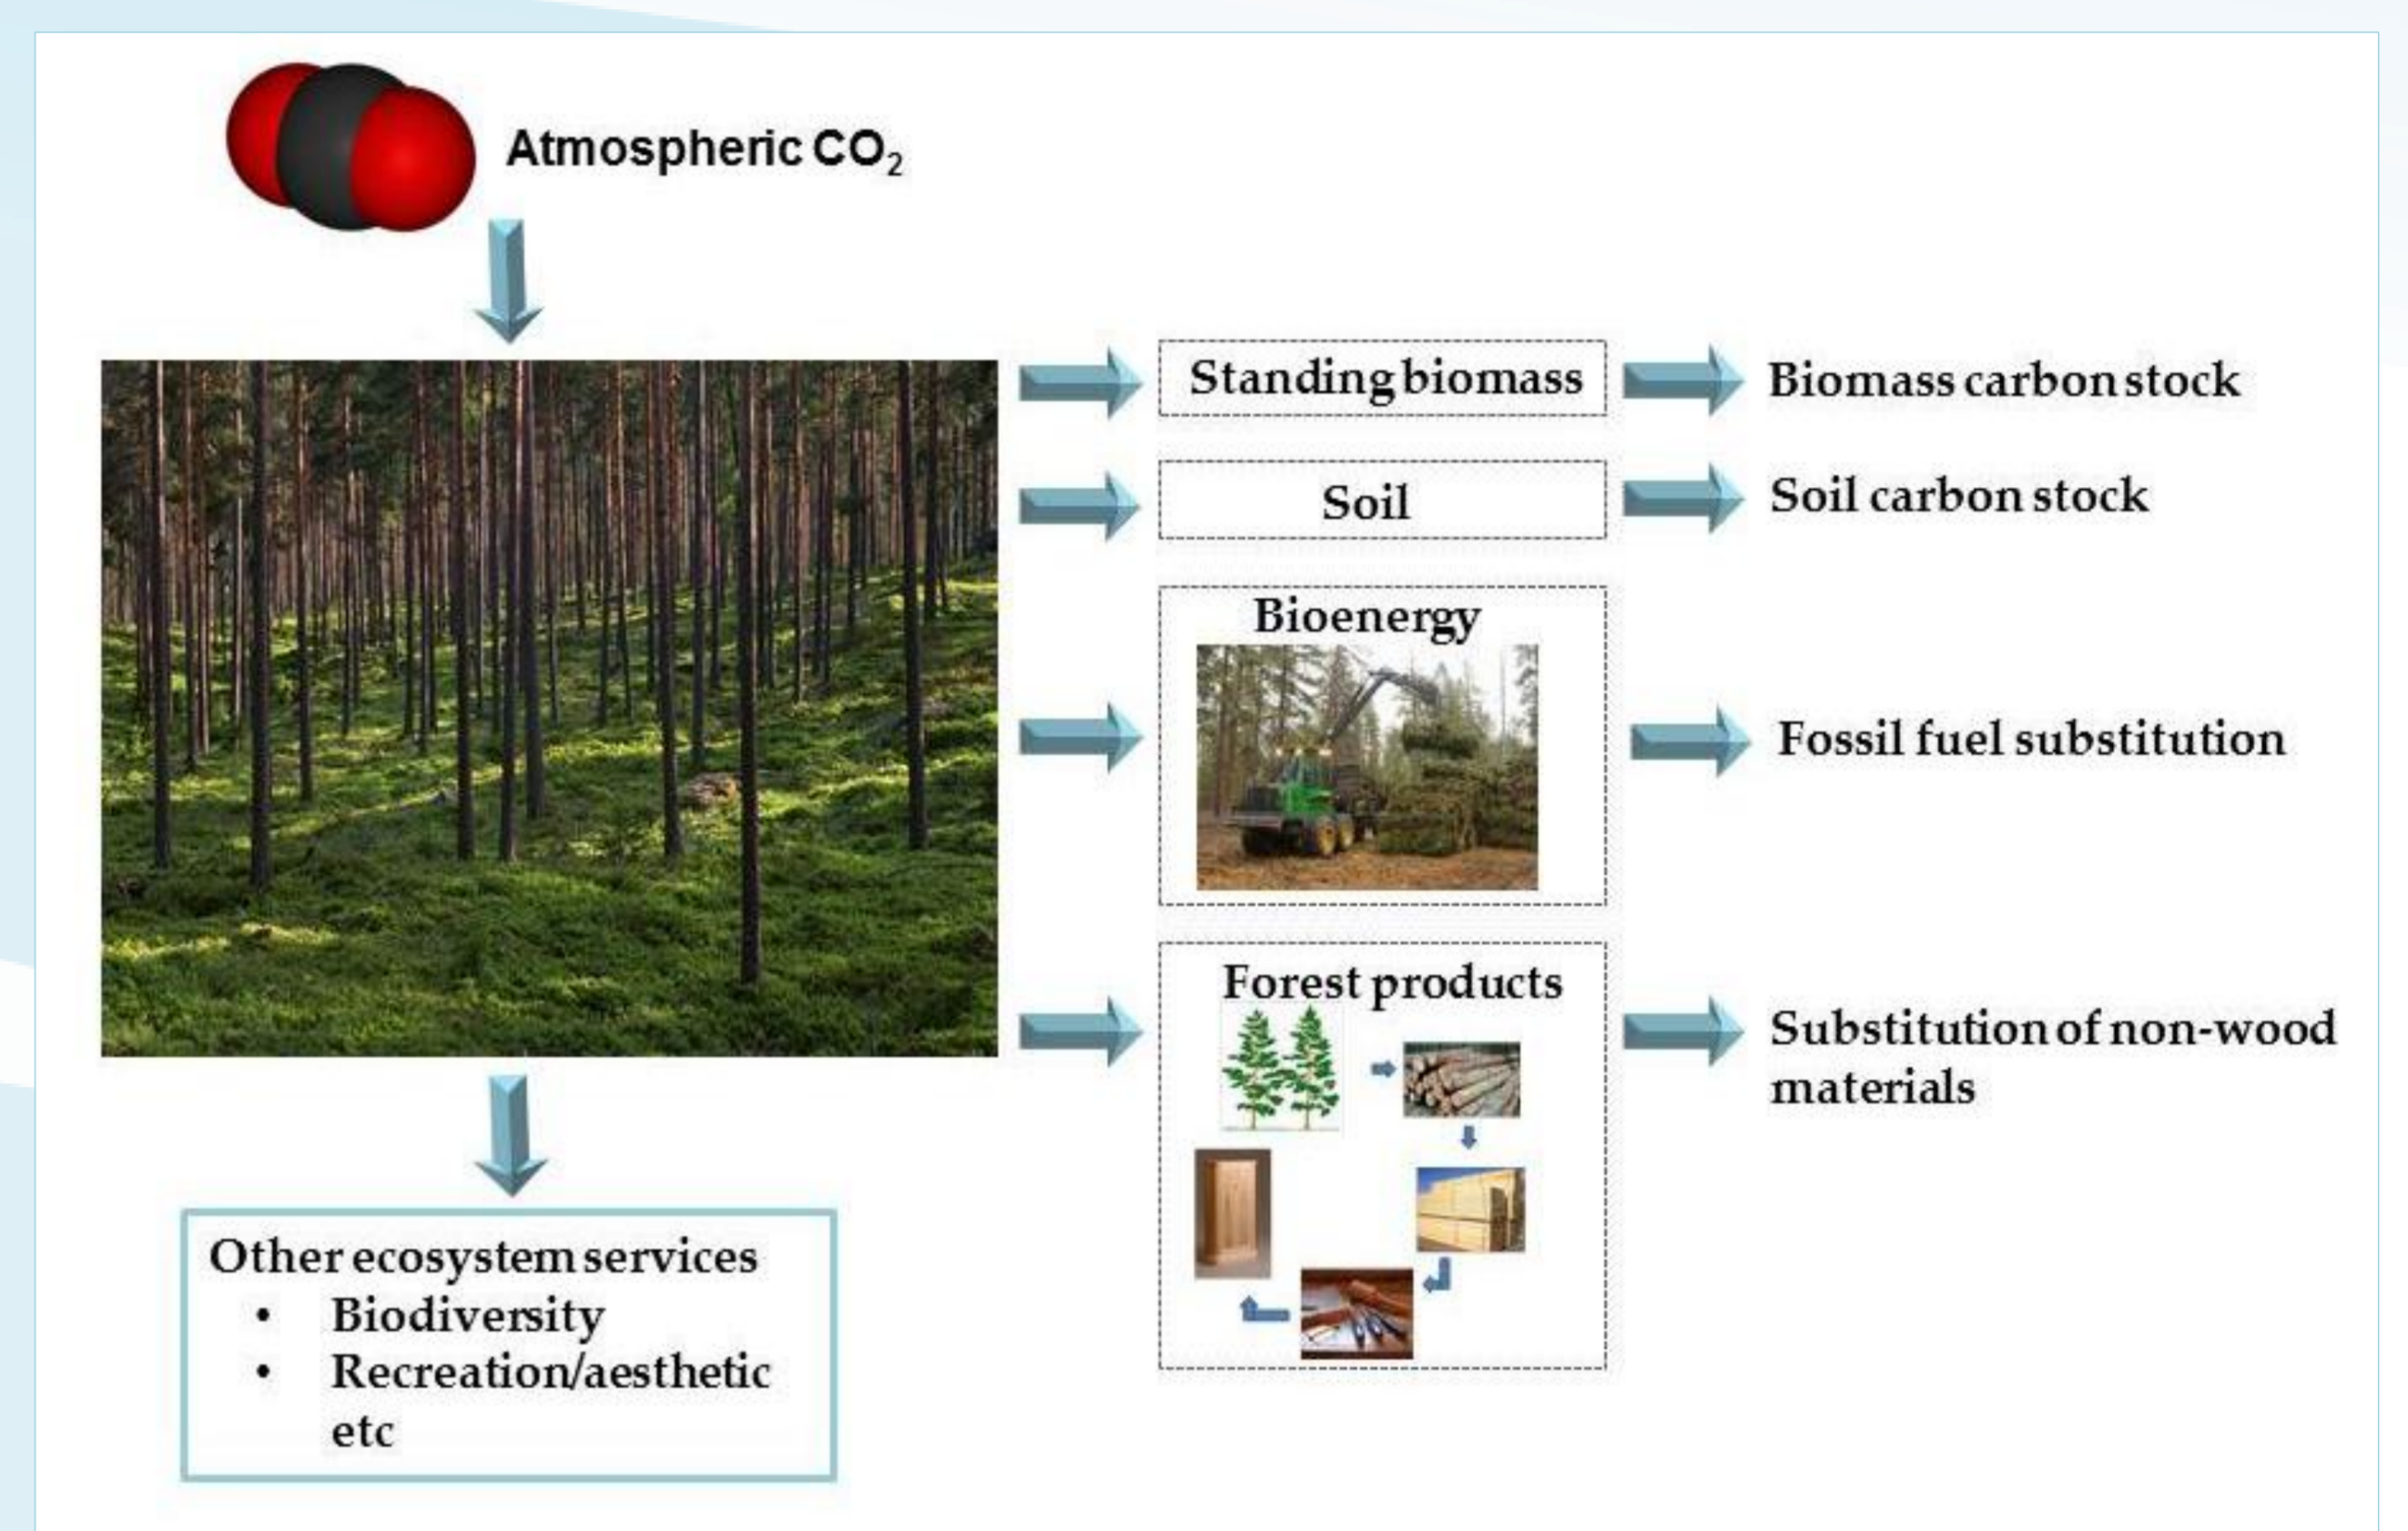 Atmospheric CO₂
Standing biomass
Biomass carbon stock
Soil
Soil carbon stock
Bioenergy
Fossil fuel substitution
Forest products
Substitution of non-wood
materials
Other ecosystem services
• Biodiversity
• Recreation/aesthetic
etc